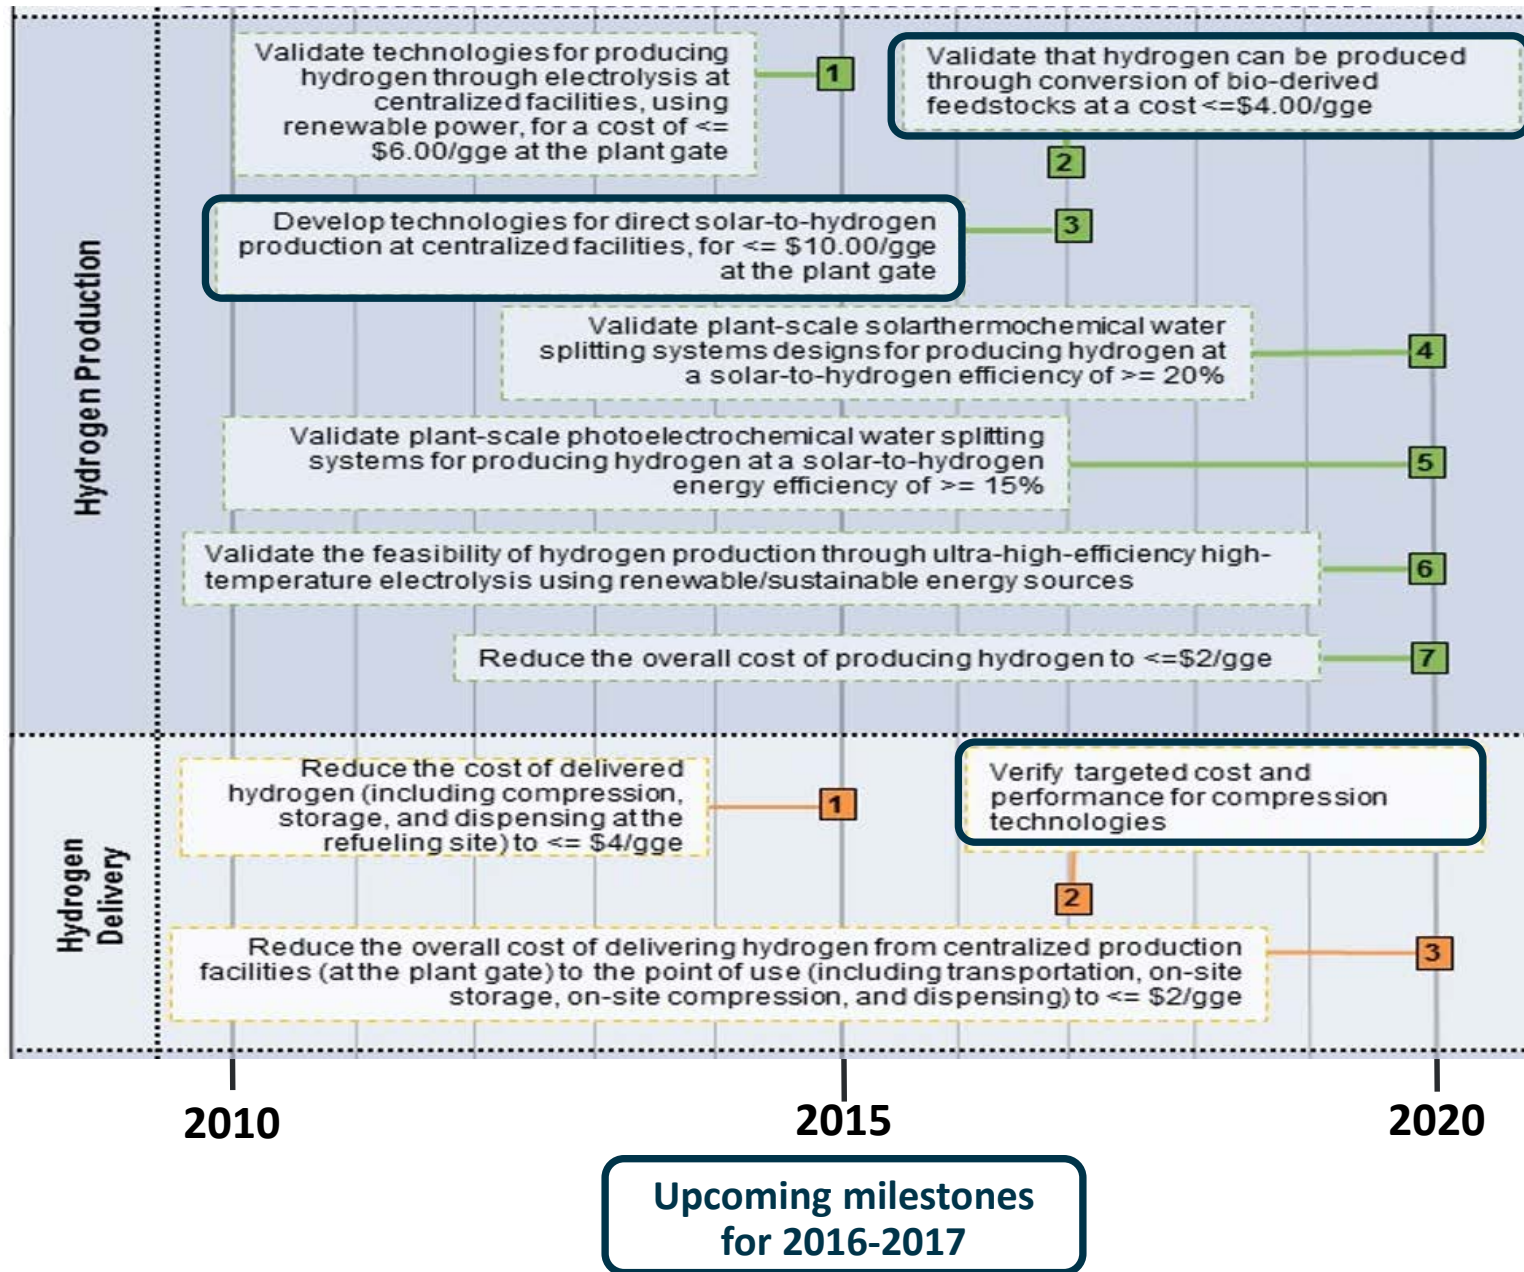 Hydrogen Production
Validate technologies for producing
hydrogen through electrolysis at
centralized facilities, using
renewable power, for a cost of <=
$6.00/gge at the plant gate
1
Validate that hydrogen can be produced
through conversion of bio-derived
feedstocks at a cost <=$4.00/gge
2
Develop technologies for direct solar-to-hydrogen
production at centralized facilities, for <= $10.00/gge
at the plant gate
3
Validate plant-scale solarthermochemical water
splitting systems designs for producing hydrogen at
a solar-to-hydrogen efficiency of >= 20%
4
Validate plant-scale photoelectrochemical water splitting
systems for producing hydrogen at a solar-to-hydrogen
energy efficiency of >= 15%
5
Validate the feasibility of hydrogen production through ultra-high-efficiency high-
temperature electrolysis using renewable/sustainable energy sources
6
Reduce the overall cost of producing hydrogen to <=$2/gge
7
Hydrogen
Delivery
Reduce the cost of delivered
hydrogen (including compression,
storage, and dispensing at the
refueling site) to <= $4/gge
1
Verify targeted cost and
performance for compression
technologies
2
Reduce the overall cost of delivering hydrogen from centralized production
facilities (at the plant gate) to the point of use (including transportation, on-site
storage, on-site compression, and dispensing) to <= $2/gge
3
2010
2015
2020
Upcoming milestones
for 2016-2017